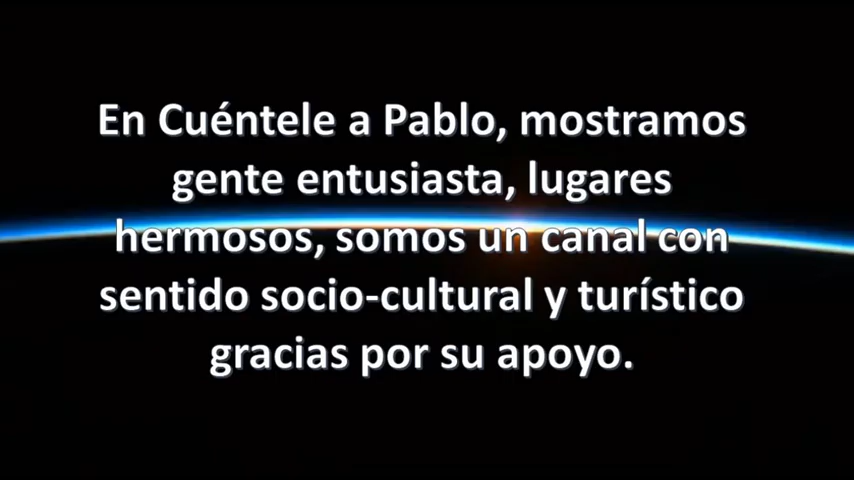 En Cuéntele a Pablo, mostramos
gente entusiasta, lugares
hermosos, somos un canal con
sentido socio-cultural y turístico
gracias por su apoyo.